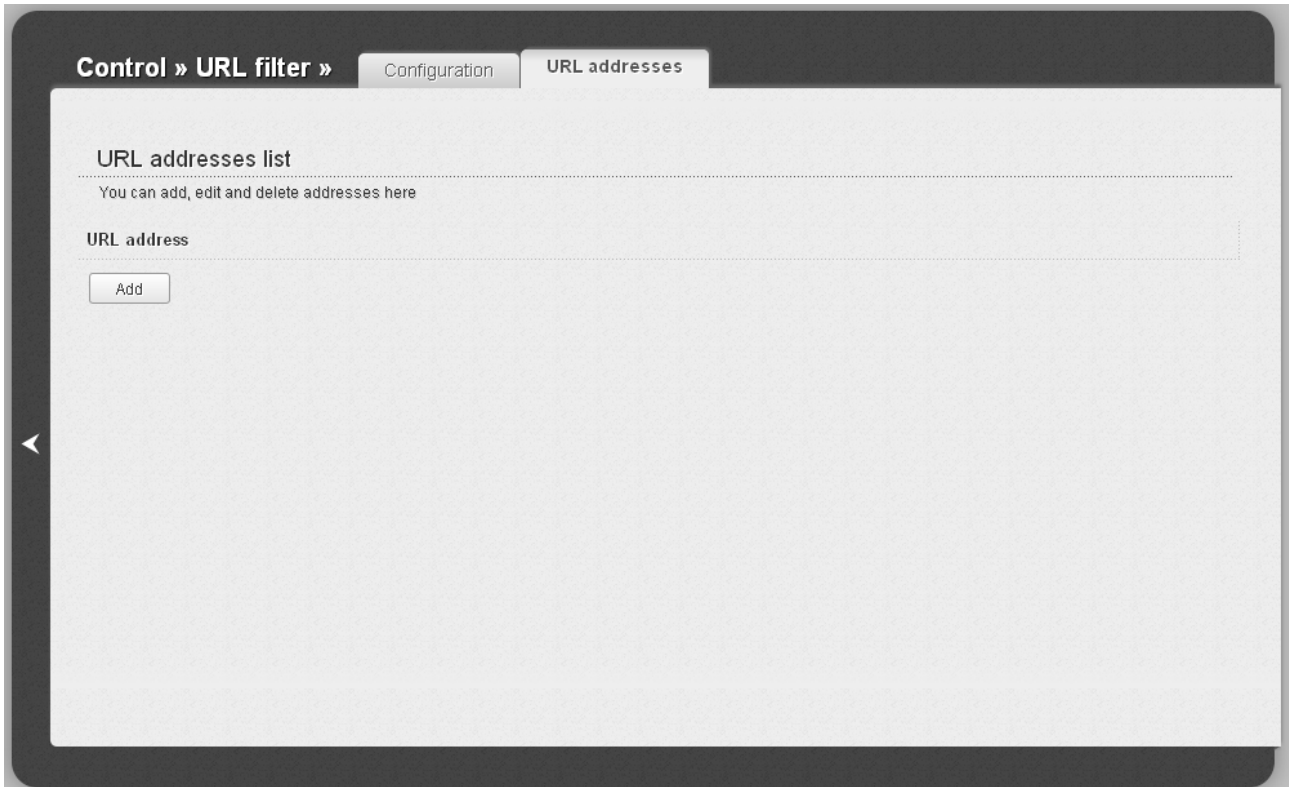 Control » URL filter » Configuration URL addresses
URL addresses list
You can add, edit and delete addresses here
URL address
Add